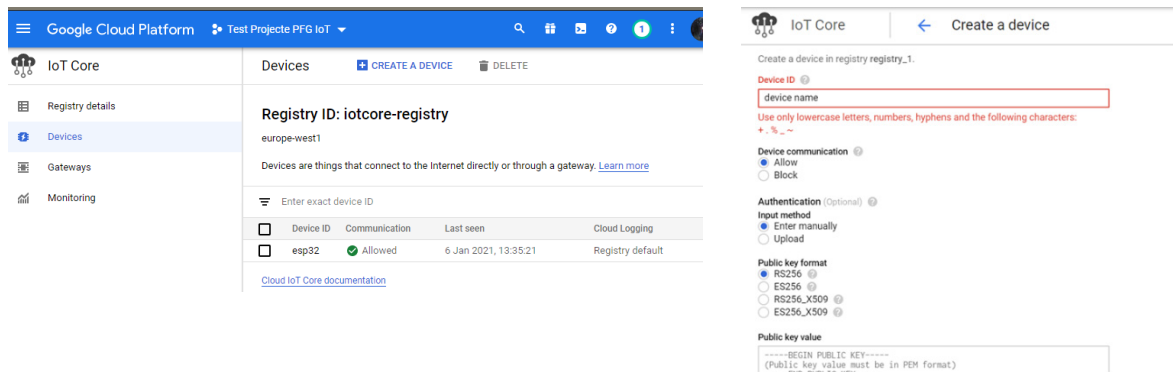 Google Cloud Platform Test Projecte PFG IoT 1
IoT Core
Registry details
Devices
Gateways
Monitoring
Devices CREATE A DEVICE DELETE
Registry ID: iotcore-registry
europe-west1
Devices are things that connect to the Internet directly or through a gateway. Learn more
Enter exact device ID
Device ID Communication Last seen Cloud Logging
esp32 Allowed 6 Jan 2021, 13:35:21 Registry default
Cloud IoT Core documentation
IoT Core Create a device
Create a device in registry registry_1.
Device ID
device name
Use only lowercase letters, numbers, hyphens and the following characters:
+ . % _ ~
Device communication
Allow
Block
Authentication (Optional)
Input method
Enter manually
Upload
Public key format
RS256
ES256
RS256_X509
ES256_X509
Public key value
-----BEGIN PUBLIC KEY-----
(Public key value must be in PEM format)